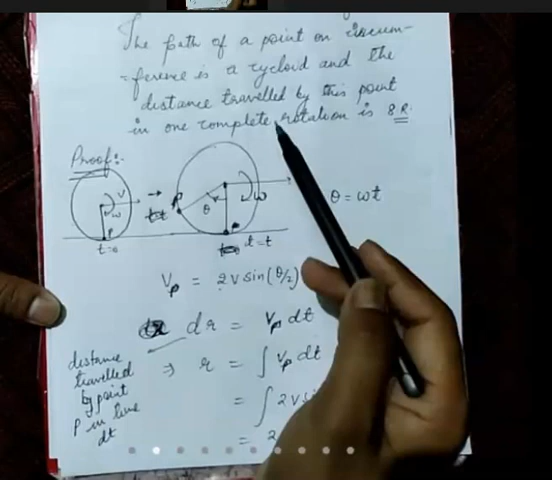 The path of a point on circum-
-ference is a cycloid and the
distance travelled by this point
in one complete rotation is 8R.
Proof:-
V
ω
P
t=0
P
θ
ω
t=t
θ = ωt
Vp = 2V sin(θ/2)
dr = Vp dt
distance
travelled
by point
P in time
dt
⇒ r = ∫ Vp dt
= ∫ 2V
= 2